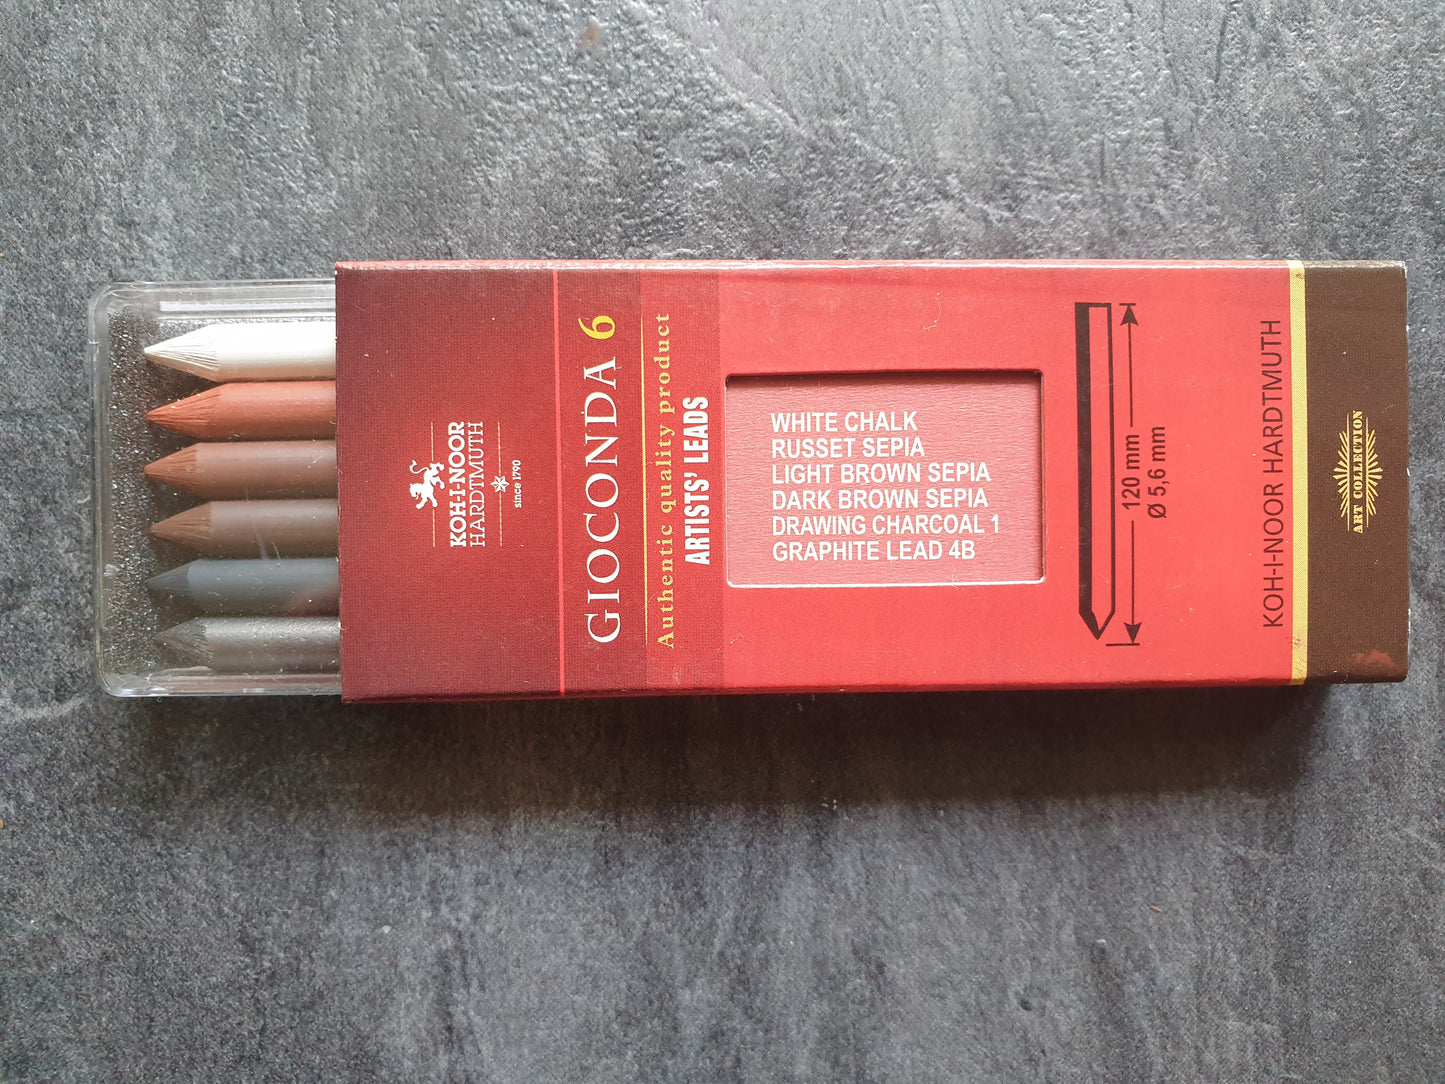 KOH-I-NOOR
HARDTMUTH
since 1790
GIOCONDA 6
Authentic quality product
ARTISTS' LEADS
WHITE CHALK
RUSSET SEPIA
LIGHT BROWN SEPIA
DARK BROWN SEPIA
DRAWING CHARCOAL 1
GRAPHITE LEAD 4B
120 mm
Ø 5,6 mm
KOH-I-NOOR HARDTMUTH
ART COLLECTION